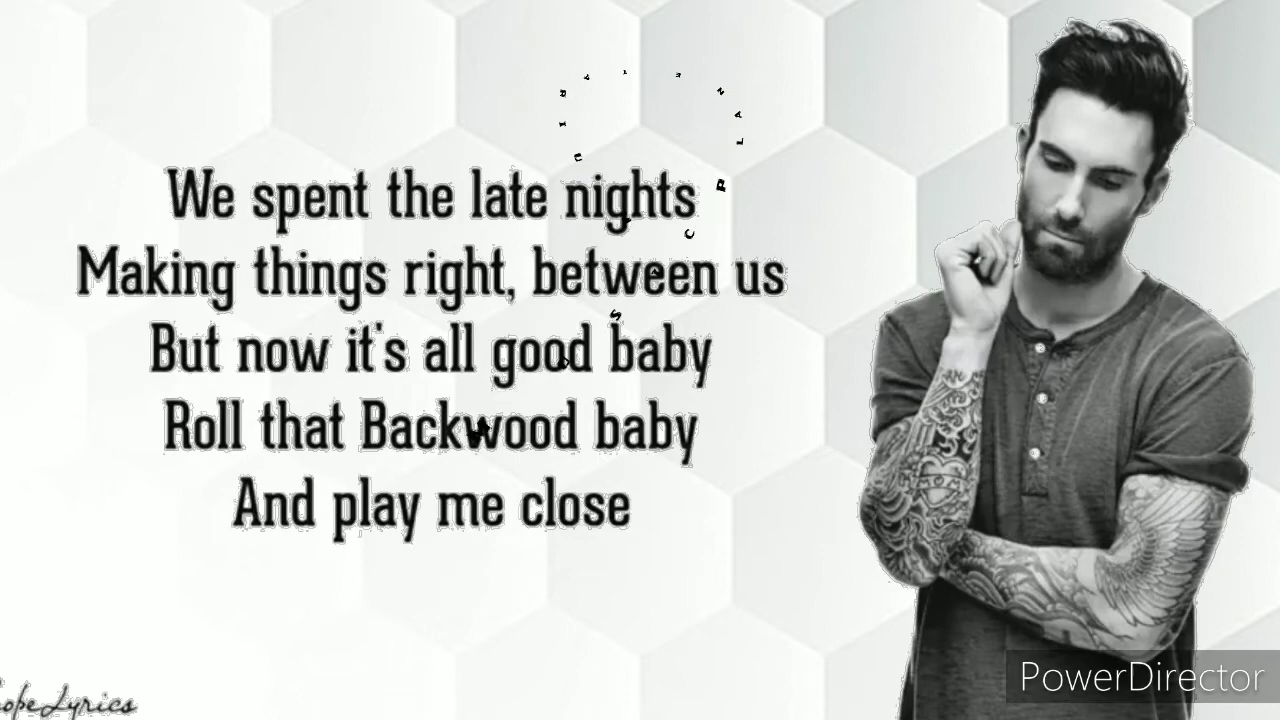 We spent the late nights
Making things right, between us
But now it's all good baby
Roll that Backwood baby
And play me close
MOM
PowerDirector